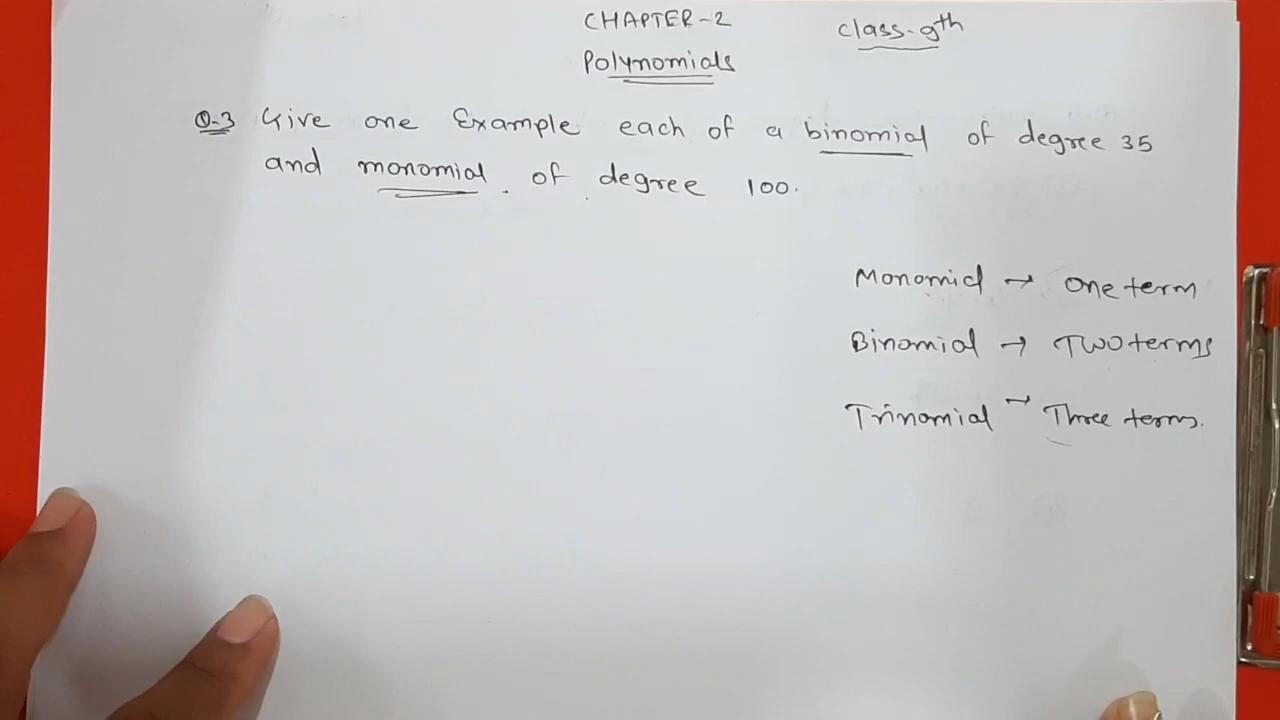 CHAPTER-2
Class-9th
Polynomials
Q-3 Give one Example each of a binomial of degree 35
and monomial of degree 100.
Monomial → One term
Binomial → Two terms
Trinomial → Three terms.